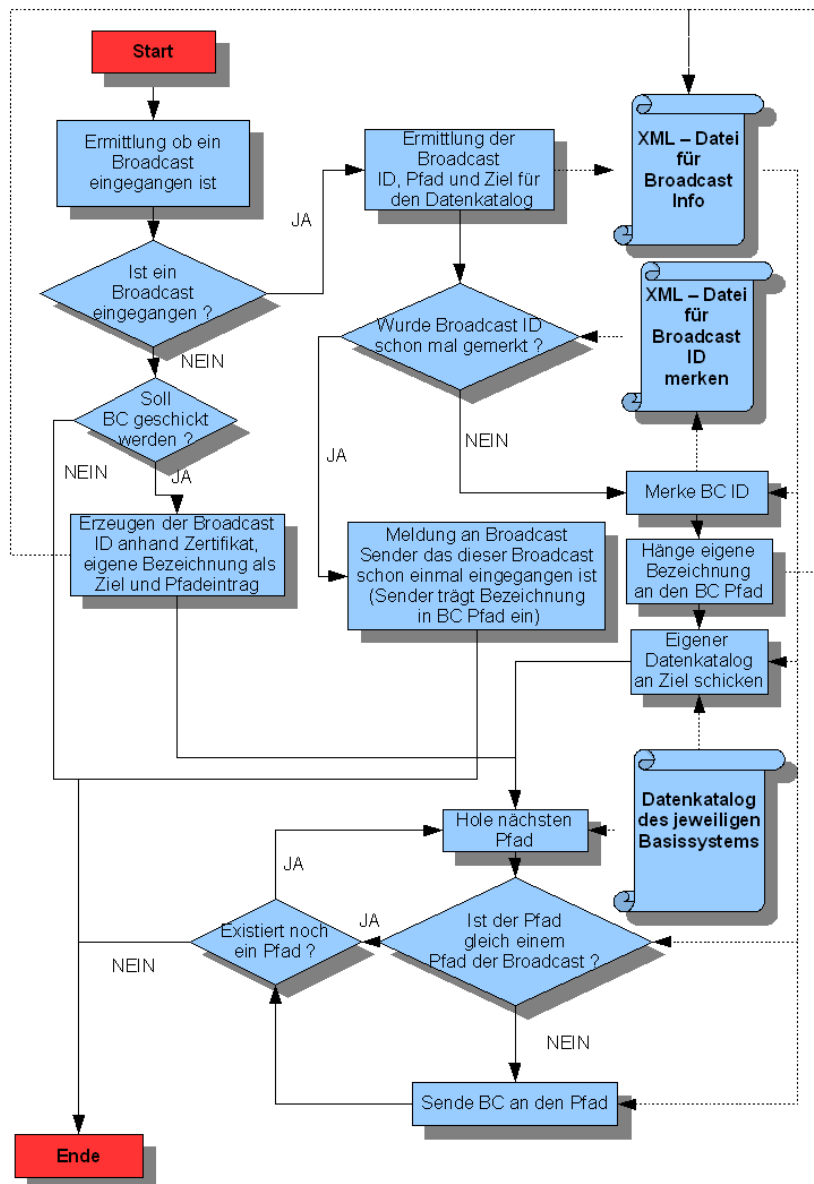 Start
Ermittlung ob ein
Broadcast
eingegangen ist
Ermittlung der
Broadcast
ID, Pfad und Ziel für
den Datenkatalog
XML – Datei
für
Broadcast
Info
JA
Ist ein
Broadcast
eingegangen ?
NEIN
Wurde Broadcast ID
schon mal gemerkt ?
XML – Datei
für
Broadcast
ID
merken
Soll
BC geschickt
werden ?
NEIN
JA
JA
NEIN
Merke BC ID
Erzeugen der Broadcast
ID anhand Zertifikat,
eigene Bezeichnung als
Ziel und Pfadeintrag
Meldung an Broadcast
Sender das dieser Broadcast
schon einmal eingegangen ist
(Sender trägt Bezeichnung
in BC Pfad ein)
Hänge eigene
Bezeichnung
an den BC Pfad
Eigener
Datenkatalog
an Ziel schicken
Datenkatalog
des jeweiligen
Basissystems
Hole nächsten
Pfad
JA
Existiert noch
ein Pfad ?
JA
Ist der Pfad
gleich einem
Pfad der Broadcast ?
NEIN
NEIN
Sende BC an den Pfad
Ende